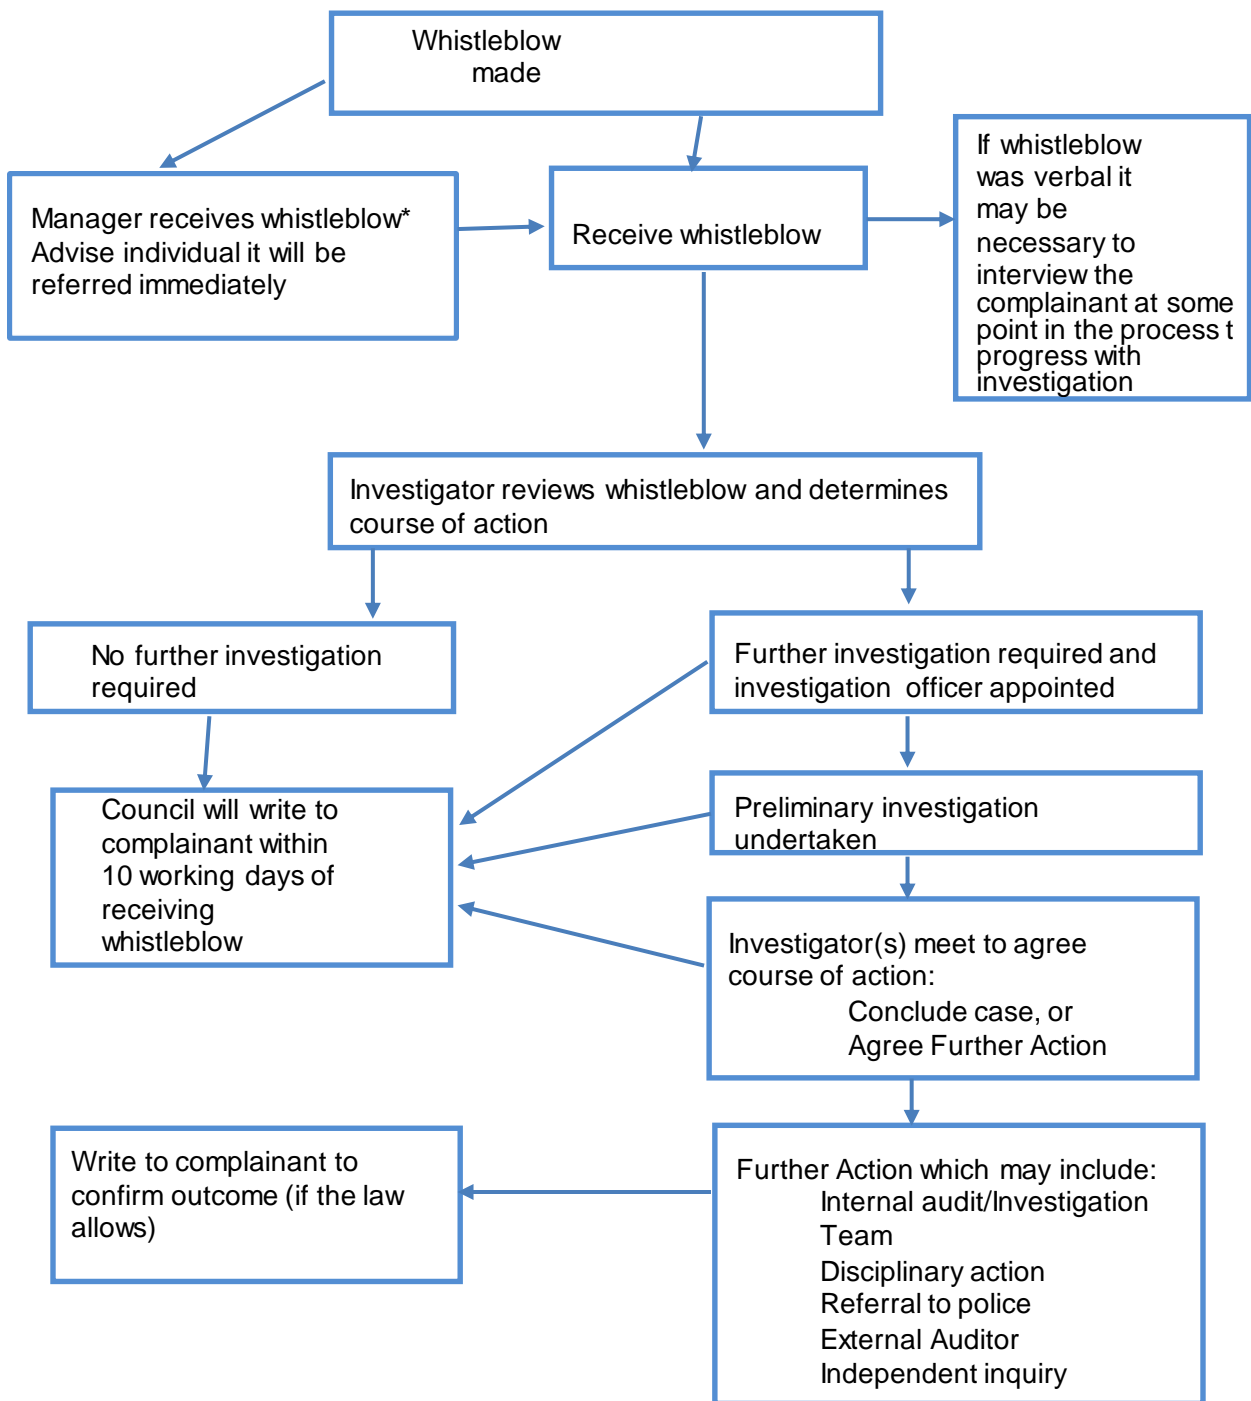 Whistleblow
made
Manager receives whistleblow*
Advise individual it will be
referred immediately
Receive whistleblow
If whistleblow
was verbal it
may be
necessary to
interview the
complainant at some
point in the process t
progress with
investigation
Investigator reviews whistleblow and determines
course of action
No further investigation
required
Further investigation required and
investigation officer appointed
Council will write to
complainant within
10 working days of
receiving
whistleblow
Preliminary investigation
undertaken
Investigator(s) meet to agree
course of action:
Conclude case, or
Agree Further Action
Write to complainant to
confirm outcome (if the law
allows)
Further Action which may include:
Internal audit/Investigation
Team
Disciplinary action
Referral to police
External Auditor
Independent inquiry